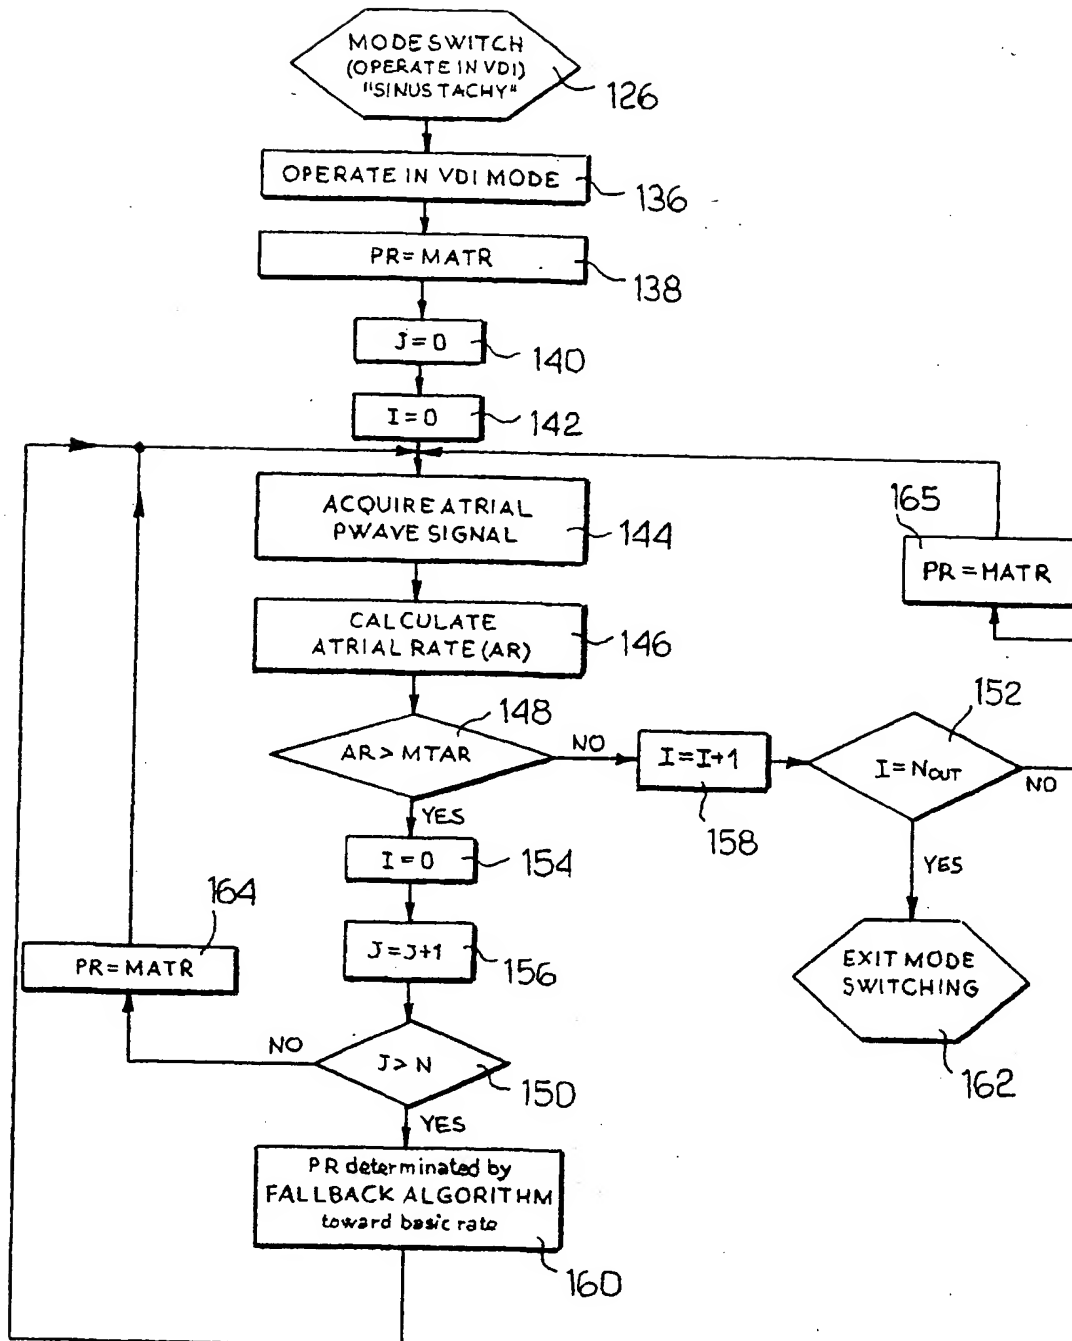 MODE SWITCH
(OPERATE IN VDI)
"SINUS TACHY"
126
OPERATE IN VDI MODE
136
PR=MATR
138
J=0
140
I=0
142
ACQUIRE ATRIAL
PWAVE SIGNAL
144
165
PR=MATR
CALCULATE
ATRIAL RATE (AR)
146
148
AR>MTAR
NO
I=I+1
158
152
I=NOUT
NO
YES
I=0
154
YES
164
PR=MATR
J=J+1
156
EXIT MODE
SWITCHING
162
NO
J>N
150
YES
PR determinated by
FALLBACK ALGORITHM
toward basic rate
160